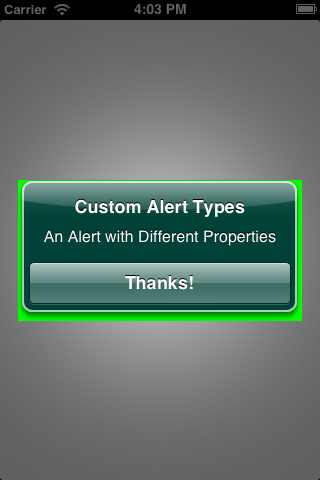 Carrier 4:03 PM
Custom Alert Types
An Alert with Different Properties
Thanks!